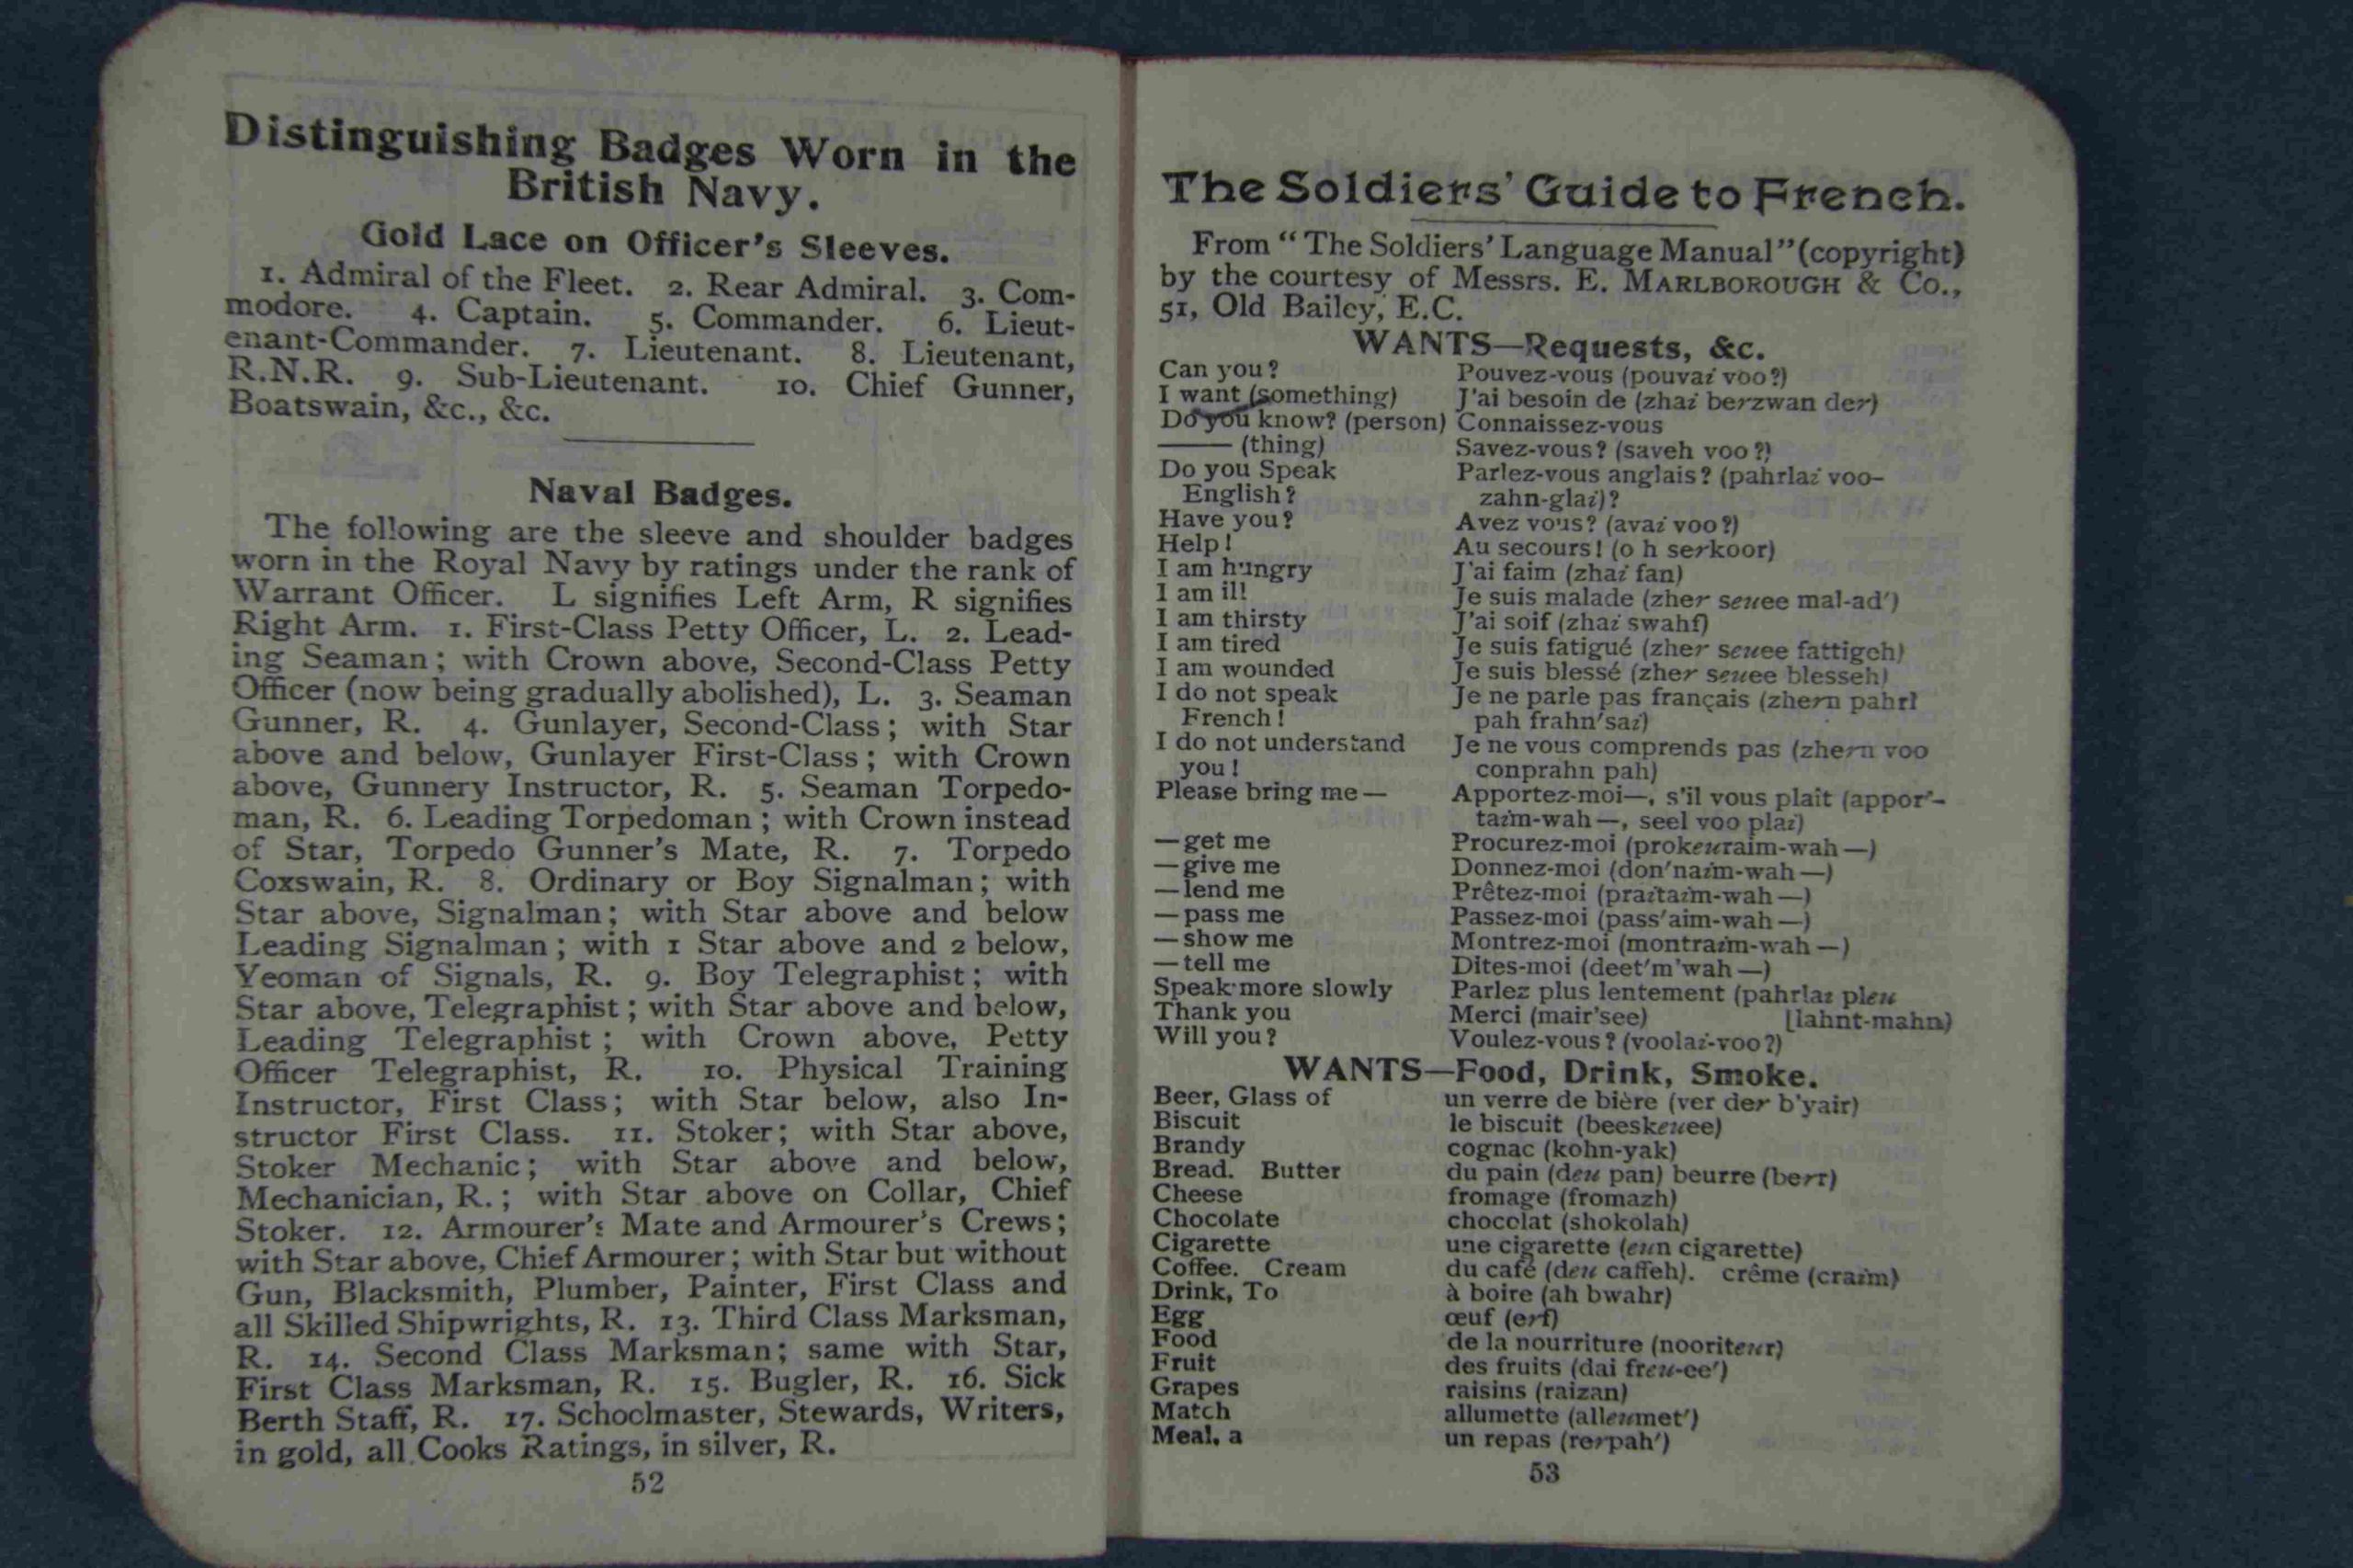 Distinguishing Badges Worn in the
British Navy.
Gold Lace on Officer's Sleeves.
1. Admiral of the Fleet. 2. Rear Admiral. 3. Com-
modore. 4. Captain. 5. Commander. 6. Lieut-
enant-Commander. 7. Lieutenant. 8. Lieutenant,
R.N.R. 9. Sub-Lieutenant. 10. Chief Gunner,
Boatswain, &c., &c.
Naval Badges.
The following are the sleeve and shoulder badges
worn in the Royal Navy by ratings under the rank of
Warrant Officer. L signifies Left Arm, R signifies
Right Arm. 1. First-Class Petty Officer, L. 2. Lead-
ing Seaman; with Crown above, Second-Class Petty
Officer (now being gradually abolished), L. 3. Seaman
Gunner, R. 4. Gunlayer, Second-Class; with Star
above and below, Gunlayer First-Class; with Crown
above, Gunnery Instructor, R. 5. Seaman Torpedo-
man, R. 6. Leading Torpedoman; with Crown instead
of Star, Torpedo Gunner's Mate, R. 7. Torpedo
Coxswain, R. 8. Ordinary or Boy Signalman; with
Star above, Signalman; with Star above and below
Leading Signalman; with 1 Star above and 2 below,
Yeoman of Signals, R. 9. Boy Telegraphist; with
Star above, Telegraphist; with Star above and below,
Leading Telegraphist; with Crown above, Petty
Officer Telegraphist, R. 10. Physical Training
Instructor, First Class; with Star below, also In-
structor First Class. 11. Stoker; with Star above,
Stoker Mechanic; with Star above and below,
Mechanician, R.; with Star above on Collar, Chief
Stoker. 12. Armourer's Mate and Armourer's Crews;
with Star above, Chief Armourer; with Star but without
Gun, Blacksmith, Plumber, Painter, First Class and
all Skilled Shipwrights, R. 13. Third Class Marksman,
R. 14. Second Class Marksman; same with Star,
First Class Marksman, R. 15. Bugler, R. 16. Sick
Berth Staff, R. 17. Schoolmaster, Stewards, Writers,
in gold, all Cooks Ratings, in silver, R.
52
The Soldiers' Guide to French.
From "The Soldiers' Language Manual" (copyright)
by the courtesy of Messrs. E. MARLBOROUGH & Co.,
51, Old Bailey, E.C.
WANTS—Requests, &c.
Can you? Pouvez-vous (pouvai voo?)
I want (something) J'ai besoin de (zhai berzwan der)
Do you know? (person) Connaissez-vous
—— (thing) Savez-vous? (saveh voo?)
Do you Speak Parlez-vous anglais? (pahrlai voo-
English? zahn-glai)?
Have you? Avez vous? (avai voo?)
Help! Au secours! (o h serkoor)
I am hungry J'ai faim (zhai fan)
I am ill! Je suis malade (zher seuee mal-ad')
I am thirsty J'ai soif (zhai swahf)
I am tired Je suis fatigué (zher seuee fattigeh)
I am wounded Je suis blessé (zher seuee blesseh)
I do not speak Je ne parle pas français (zhern pahrl
French! pah frahn'sai)
I do not understand Je ne vous comprends pas (zhern voo
you! conprahn pah)
Please bring me— Apportez-moi—, s'il vous plait (appor'-
taim-wah—, seel voo plai)
—get me Procurez-moi (prokeuraim-wah—)
—give me Donnez-moi (don'naim-wah—)
—lend me Prêtez-moi (praitaim-wah—)
—pass me Passez-moi (pass'aim-wah—)
—show me Montrez-moi (montraim-wah—)
—tell me Dites-moi (deet'm'wah—)
Speak more slowly Parlez plus lentement (pahrlai pleu
Thank you Merci (mair'see) [lahnt-mahn)
Will you? Voulez-vous? (voolai-voo?)
WANTS—Food, Drink, Smoke.
Beer, Glass of un verre de bière (ver der b'yair)
Biscuit le biscuit (beeskeuee)
Brandy cognac (kohn-yak)
Bread. Butter du pain (deu pan) beurre (berr)
Cheese fromage (fromazh)
Chocolate chocolat (shokolah)
Cigarette une cigarette (eun cigarette)
Coffee. Cream du café (deu caffeh). crême (craim)
Drink, To à boire (ah bwahr)
Egg œuf (erf)
Food de la nourriture (nooriteur)
Fruit des fruits (dai freu-ee')
Grapes raisins (raizan)
Match allumette (alleumet')
Meal, a un repas (rerpah')
53